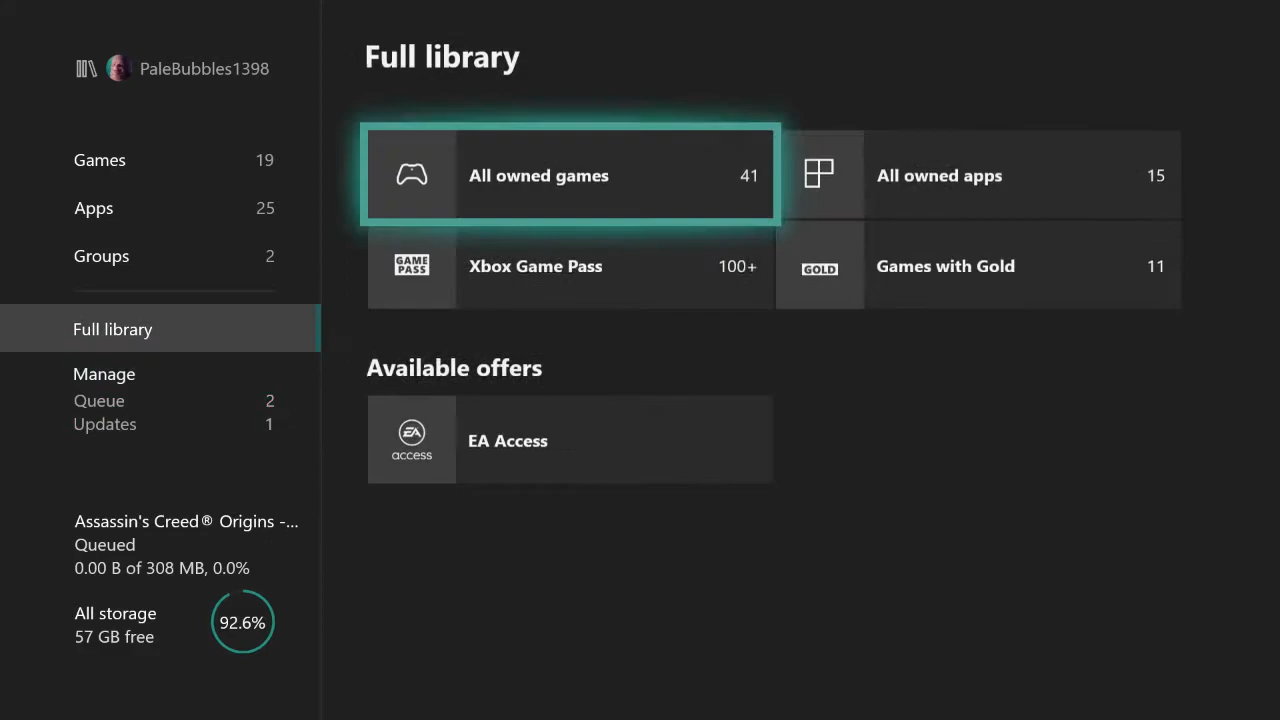 PaleBubbles1398
Games 19
Apps 25
Groups 2
Full library
Manage
Queue 2
Updates 1
Assassin's Creed® Origins -...
Queued
0.00 B of 308 MB, 0.0%
All storage
57 GB free
92.6%
Full library
All owned games 41
All owned apps 15
GAME PASS
Xbox Game Pass 100+
GOLD
Games with Gold 11
Available offers
EA access
EA Access